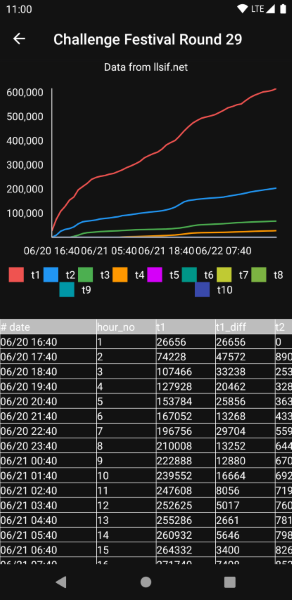 11:00
LTE
Challenge Festival Round 29
Data from llsif.net
600,000
500,000
400,000
300,000
200,000
100,000
06/20 16:40 06/21 05:40 06/21 18:40 06/22 07:40
t1 t2 t3 t4 t5 t6 t7 t8
t9 t10
# date hour_no t1 t1_diff t2
06/20 16:40 1 26656 26656 0
06/20 17:40 2 74228 47572 890
06/20 18:40 3 107466 33238 253
06/20 19:40 4 127928 20462 328
06/20 20:40 5 153784 25856 363
06/20 21:40 6 167052 13268 433
06/20 22:40 7 196756 29704 559
06/20 23:40 8 210008 13252 644
06/21 00:40 9 222888 12880 670
06/21 01:40 10 239552 16664 692
06/21 02:40 11 247608 8056 719
06/21 03:40 12 252625 5017 760
06/21 04:40 13 255286 2661 781
06/21 05:40 14 260932 5646 798
06/21 06:40 15 264332 3400 826
06/21 07:40 16 271740 7408